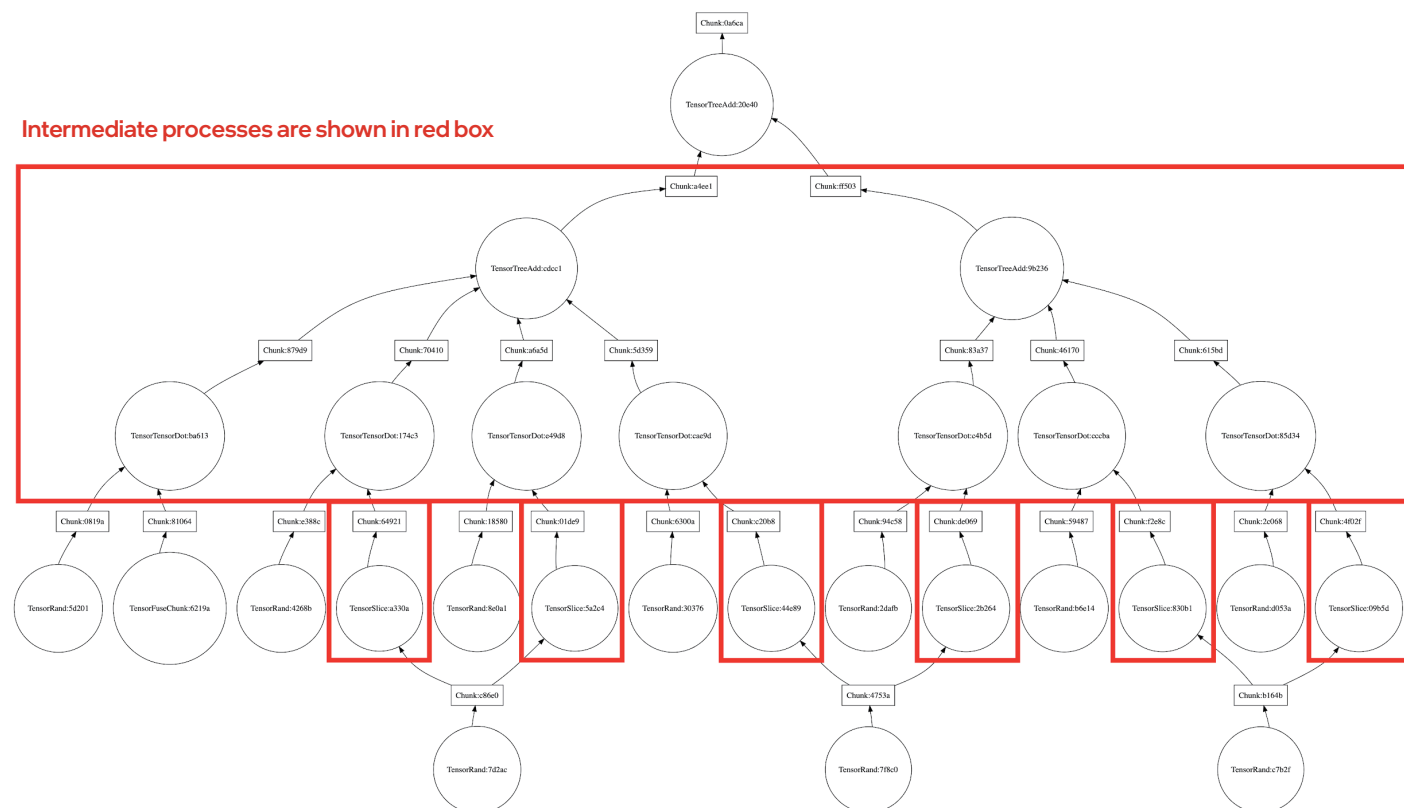 Chunk:0a6ca
TensorTreeAdd:20e40
Intermediate processes are shown in red box
Chunk:a4ee1
Chunk:ff503
TensorTreeAdd:cdcc1
TensorTreeAdd:9b236
Chunk:879d9
Chunk:70410
Chunk:a6a5d
Chunk:5d359
Chunk:83a37
Chunk:46170
Chunk:615bd
TensorTensorDot:ba613
TensorTensorDot:174c3
TensorTensorDot:e49d8
TensorTensorDot:cae9d
TensorTensorDot:c4b5d
TensorTensorDot:cccba
TensorTensorDot:85d34
Chunk:0819a
Chunk:81064
Chunk:e388c
Chunk:64921
Chunk:18580
Chunk:01de9
Chunk:6300a
Chunk:c20b8
Chunk:94c58
Chunk:de069
Chunk:59487
Chunk:f2e8c
Chunk:2c068
Chunk:4f02f
TensorRand:5d201
TensorFuseChunk:6219a
TensorRand:4268b
TensorSlice:a330a
TensorRand:8e0a1
TensorSlice:5a2c4
TensorRand:30376
TensorSlice:44e89
TensorRand:2dafb
TensorSlice:2b264
TensorRand:b6e14
TensorSlice:830b1
TensorRand:d053a
TensorSlice:09b5d
Chunk:c86e0
Chunk:4753a
Chunk:b164b
TensorRand:7d2ac
TensorRand:7f8c0
TensorRand:c7b2f